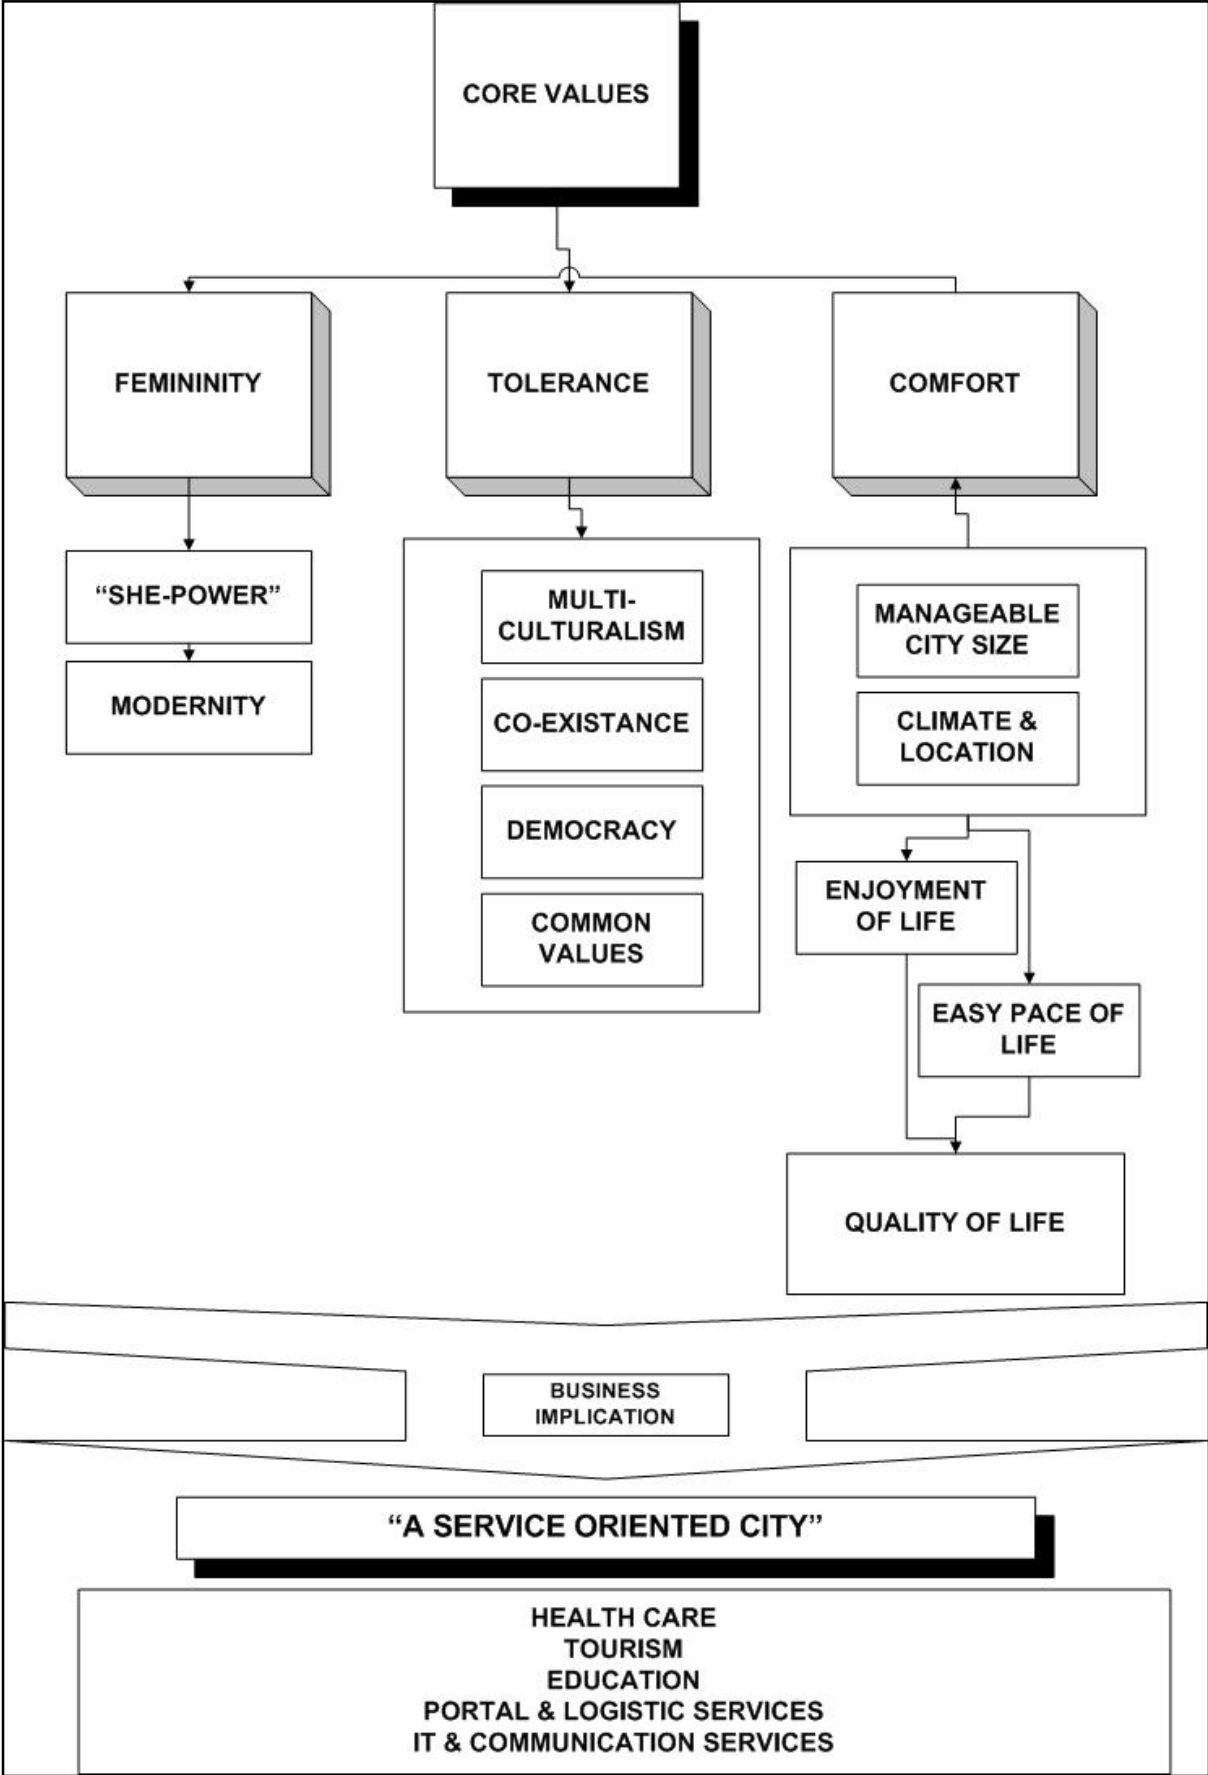 CORE VALUES
FEMININITY
TOLERANCE
COMFORT
“SHE-POWER”
MODERNITY
MULTI-
CULTURALISM
CO-EXISTANCE
DEMOCRACY
COMMON
VALUES
MANAGEABLE
CITY SIZE
CLIMATE &
LOCATION
ENJOYMENT
OF LIFE
EASY PACE OF
LIFE
QUALITY OF LIFE
BUSINESS
IMPLICATION
“A SERVICE ORIENTED CITY”
HEALTH CARE
TOURISM
EDUCATION
PORTAL & LOGISTIC SERVICES
IT & COMMUNICATION SERVICES